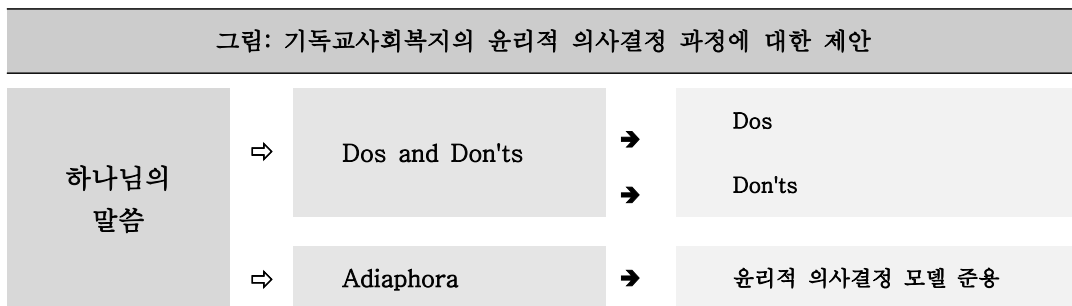 그림: 기독교사회복지의 윤리적 의사결정 과정에 대한 제안
하나님의
말씀
⇨
Dos and Don'ts
➔
Dos
➔
Don'ts
⇨
Adiaphora
➔
윤리적 의사결정 모델 준용